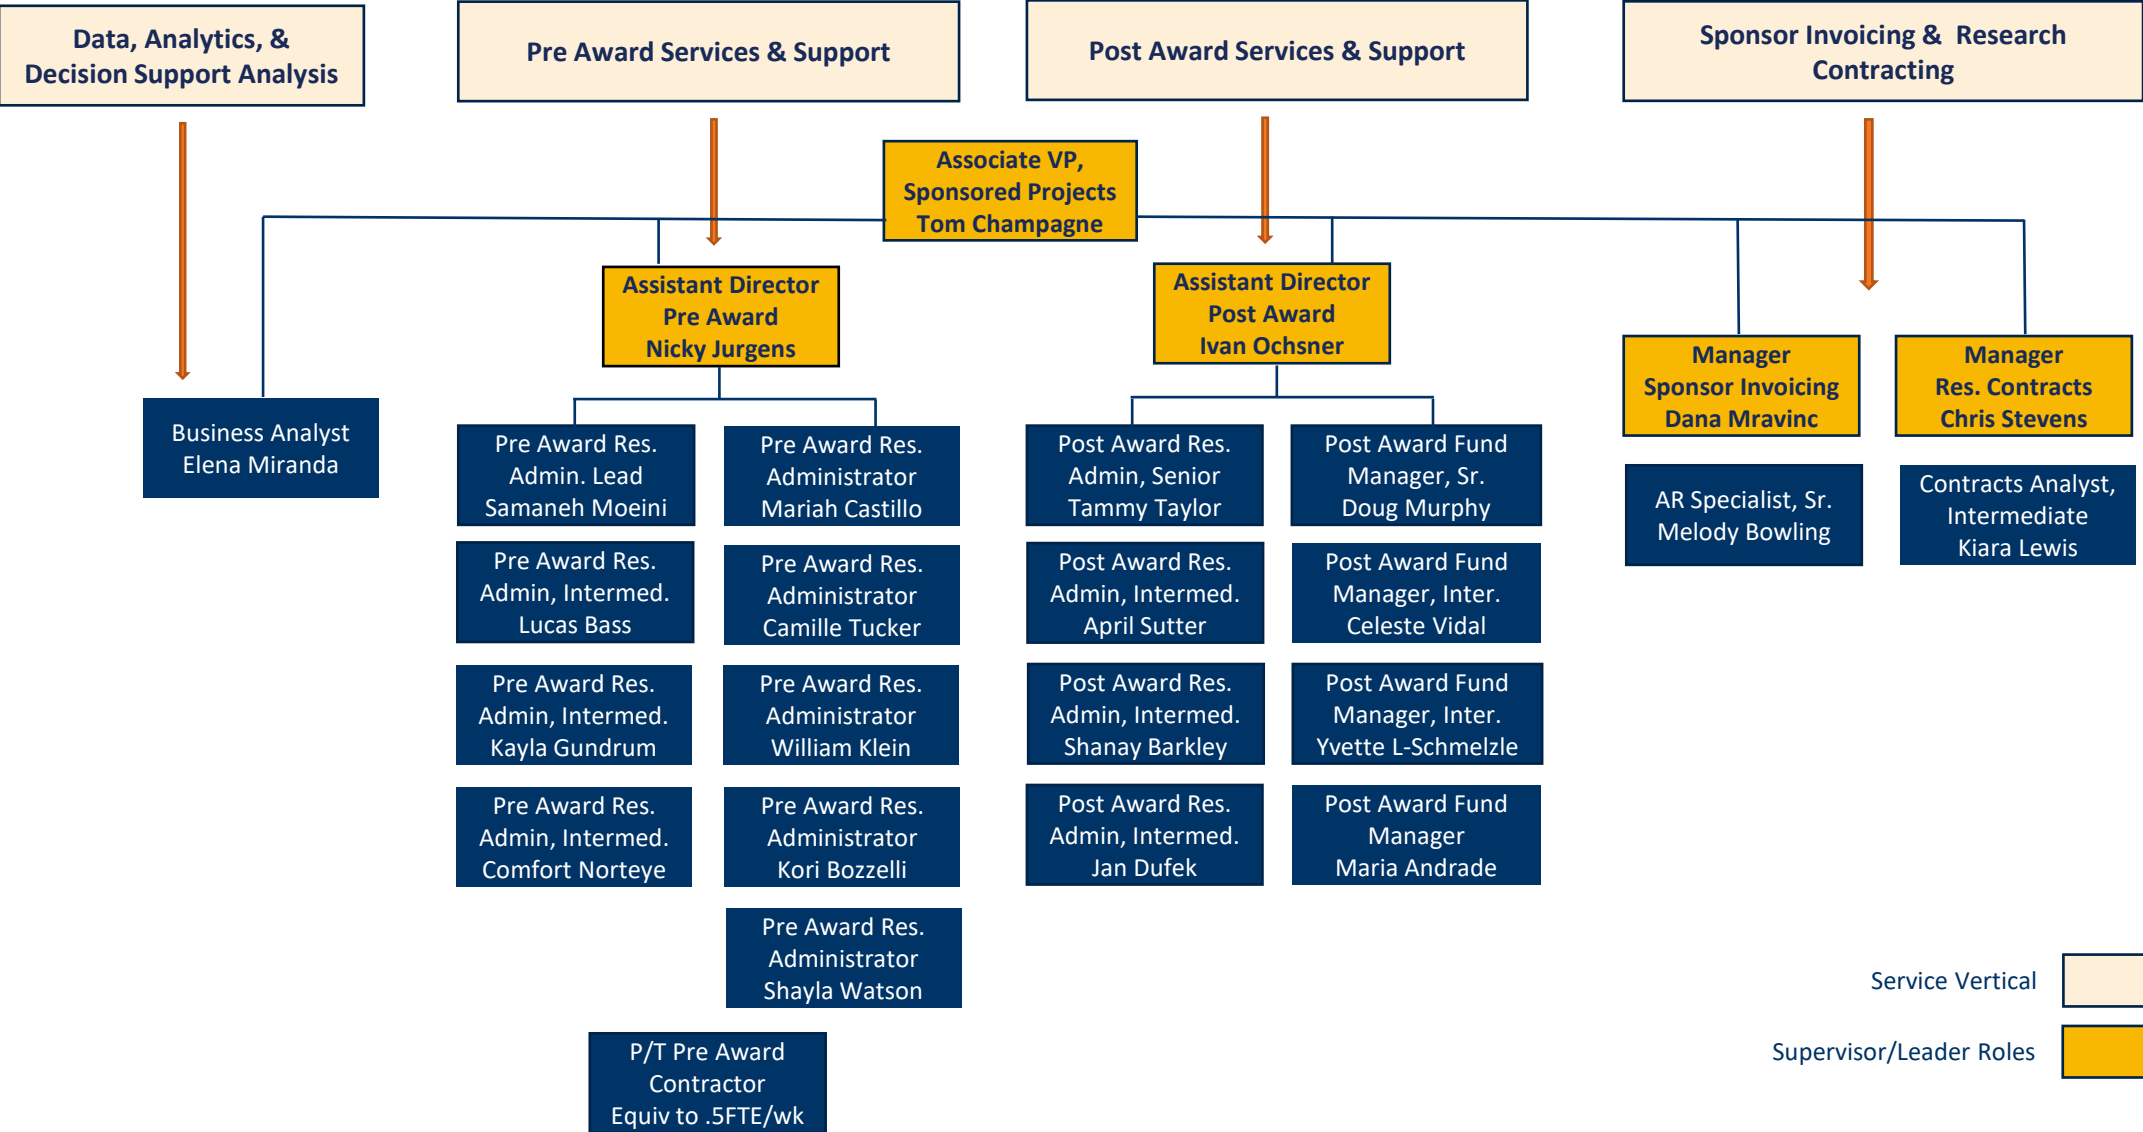 Data, Analytics, &
Decision Support Analysis
Pre Award Services & Support
Post Award Services & Support
Sponsor Invoicing & Research
Contracting
Associate VP,
Sponsored Projects
Tom Champagne
Assistant Director
Pre Award
Nicky Jurgens
Assistant Director
Post Award
Ivan Ochsner
Manager
Sponsor Invoicing
Dana Mravinc
Manager
Res. Contracts
Chris Stevens
Business Analyst
Elena Miranda
Pre Award Res.
Admin. Lead
Samaneh Moeini
Pre Award Res.
Administrator
Mariah Castillo
Post Award Res.
Admin, Senior
Tammy Taylor
Post Award Fund
Manager, Sr.
Doug Murphy
AR Specialist, Sr.
Melody Bowling
Contracts Analyst,
Intermediate
Kiara Lewis
Pre Award Res.
Admin, Intermed.
Lucas Bass
Pre Award Res.
Administrator
Camille Tucker
Post Award Res.
Admin, Intermed.
April Sutter
Post Award Fund
Manager, Inter.
Celeste Vidal
Pre Award Res.
Admin, Intermed.
Kayla Gundrum
Pre Award Res.
Administrator
William Klein
Post Award Res.
Admin, Intermed.
Shanay Barkley
Post Award Fund
Manager, Inter.
Yvette L-Schmelzle
Pre Award Res.
Admin, Intermed.
Comfort Norteye
Pre Award Res.
Administrator
Kori Bozzelli
Post Award Res.
Admin, Intermed.
Jan Dufek
Post Award Fund
Manager
Maria Andrade
Pre Award Res.
Administrator
Shayla Watson
P/T Pre Award
Contractor
Equiv to .5FTE/wk
Service Vertical
Supervisor/Leader Roles